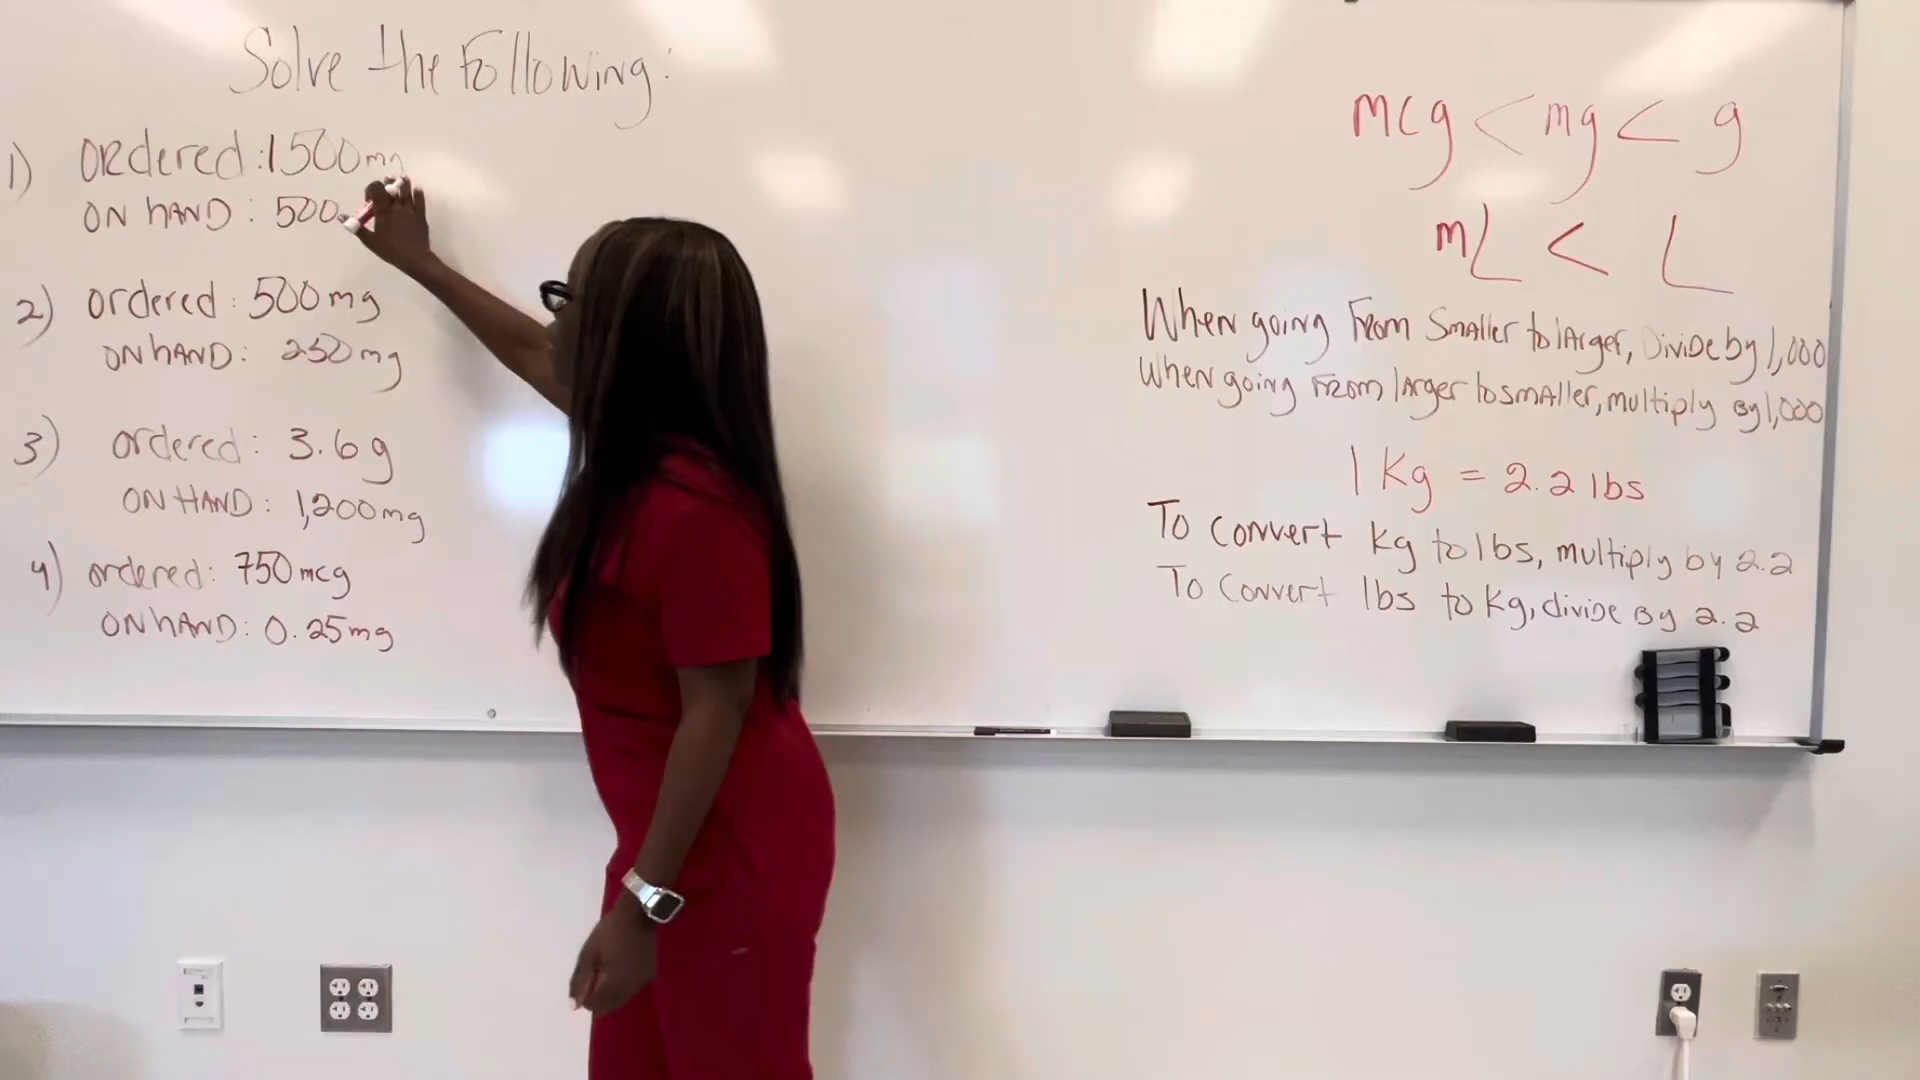 Solve the Following:
1) ORdered: 1500mg
ON hAND: 500
2) ordered: 500mg
ON hAND: 250mg
3) ordered: 3.6g
ON HAND: 1,200mg
4) ordered: 750mcg
ON hAND: 0.25mg
mcg < mg < g
mL < L
When going From Smaller to lArger, Divide by 1,000
When going From lArger to smAller, multiply By 1,000
1 Kg = 2.2 lbs
To convert kg to lbs, multiply by 2.2
To Convert lbs to kg, divide By 2.2